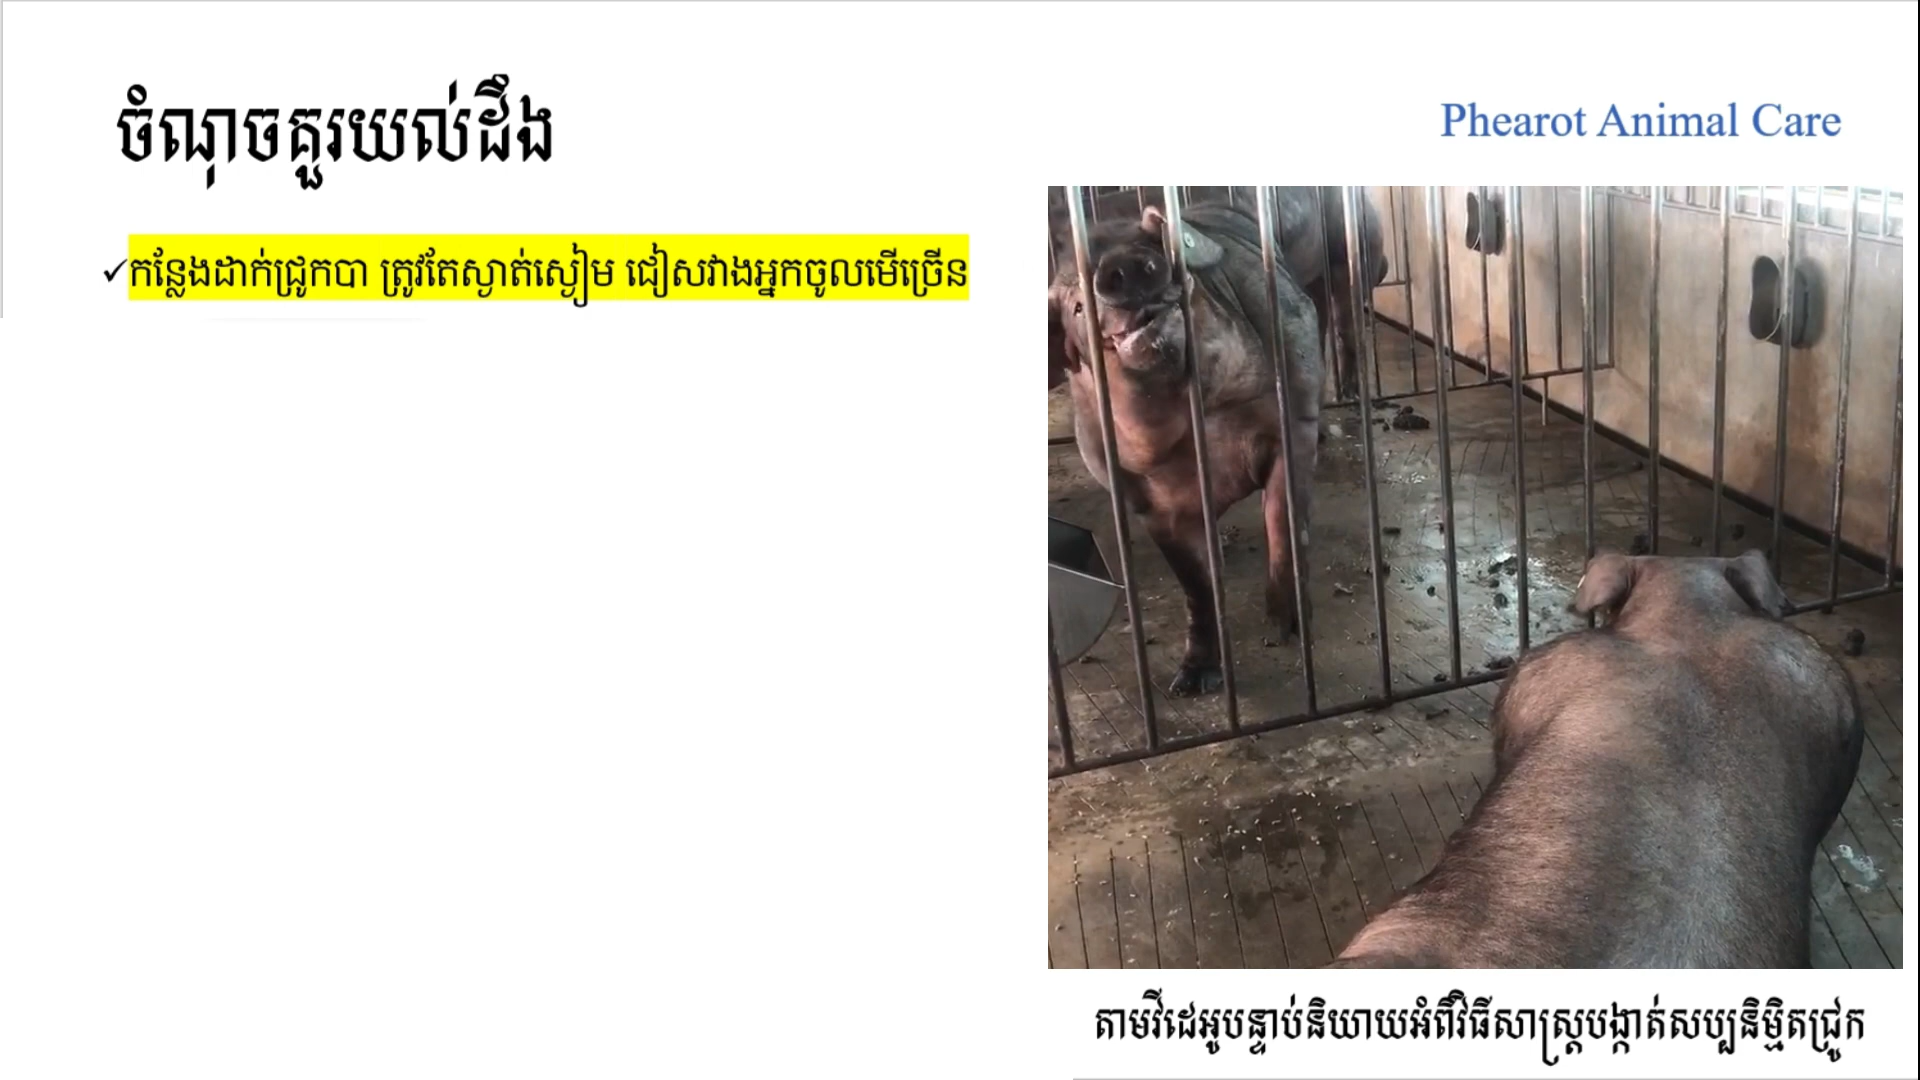 ចំណុចគួរយល់ដឹង
Phearot Animal Care
✓កន្លែងដាក់ជ្រូកបា ត្រូវតែស្ងាត់ស្ងៀម ជៀសវាងអ្នកចូលមើច្រើន
តាមវីដេអូបន្ទាប់និយាយអំពីវិធីសាស្ត្របង្កាត់សប្បនិម្មិតជ្រូក